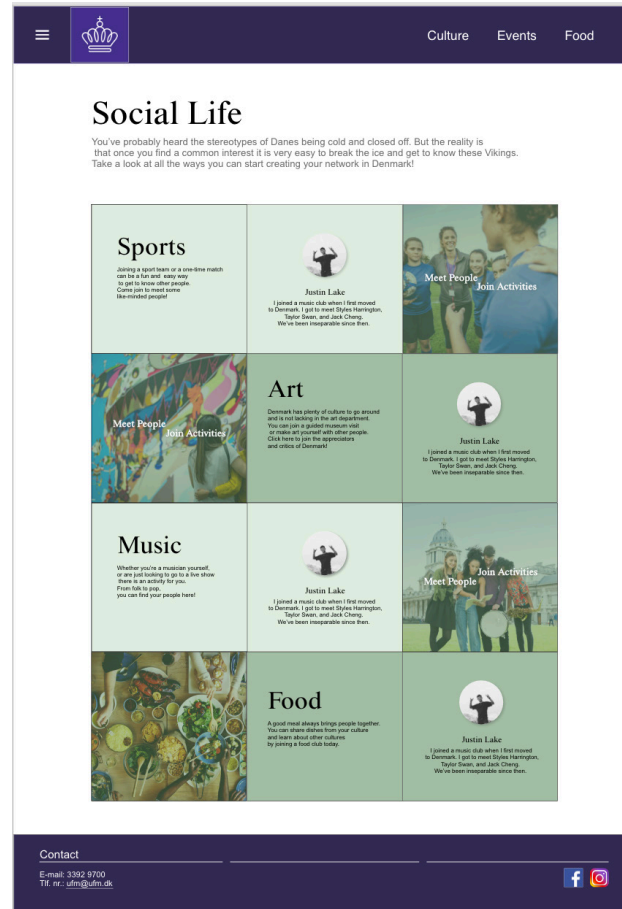 Culture Events Food
Social Life
You've probably heard the stereotypes of Danes being cold and closed off. But the reality is
that once you find a common interest it is very easy to break the ice and get to know these Vikings.
Take a look at all the ways you can start creating your network in Denmark!
Sports
Joining a sport team or a one-time match
can be a fun and easy way
to get to know other people.
Come join to meet some
like-minded people!
Justin Lake
I joined a music club when I first moved
to Denmark. I got to meet Styles Harrington,
Taylor Swan, and Jack Cheng.
We've been inseparable since then.
Meet People
Join Activities
Meet People
Join Activities
Art
Denmark has plenty of culture to go around
and is not lacking in the art department.
You can join a guided museum visit
or make art yourself with other people.
Click here to join the appreciators
and critics of Denmark!
Justin Lake
I joined a music club when I first moved
to Denmark. I got to meet Styles Harrington,
Taylor Swan, and Jack Cheng.
We've been inseparable since then.
Music
Whether you're a musician yourself,
or are just looking to go to a live show
there is an activity for you.
From folk to pop,
you can find your people here!
Justin Lake
I joined a music club when I first moved
to Denmark. I got to meet Styles Harrington,
Taylor Swan, and Jack Cheng.
We've been inseparable since then.
Join Activities
Meet People
Food
A good meal always brings people together.
You can share dishes from your culture
and learn about other cultures
by joining a food club today.
Justin Lake
I joined a music club when I first moved
to Denmark. I got to meet Styles Harrington,
Taylor Swan, and Jack Cheng.
We've been inseparable since then.
Contact
E-mail: 3392 9700
Tlf. nr.: ufm@ufm.dk